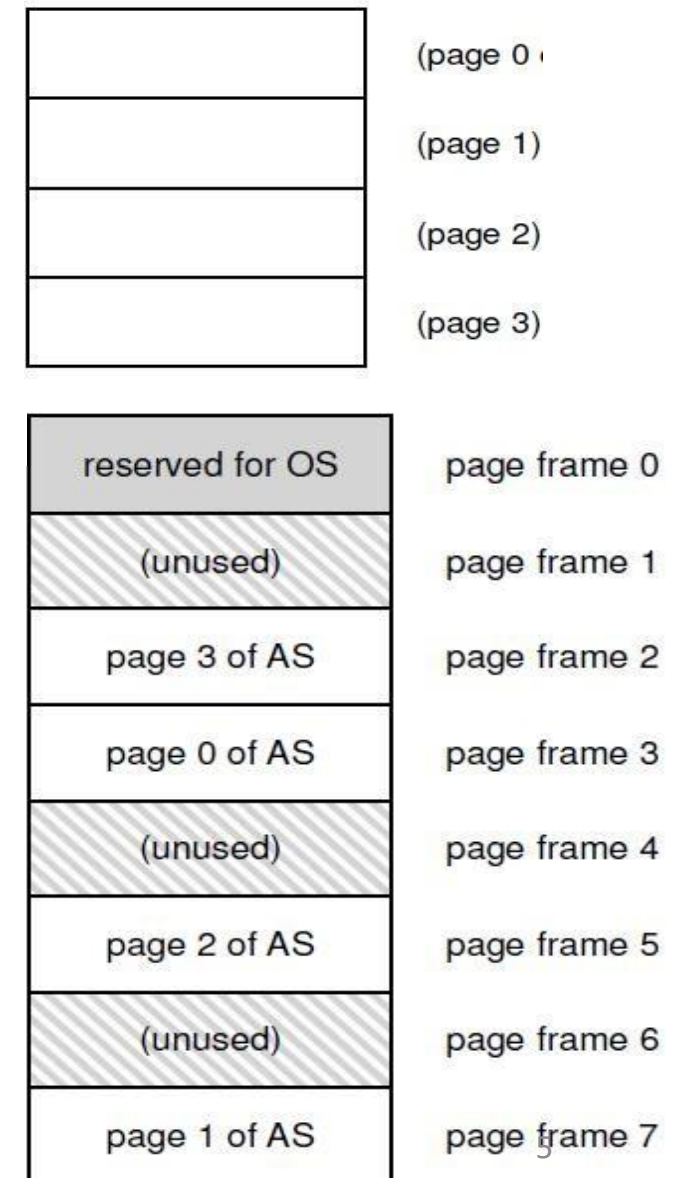 (page 0
(page 1)
(page 2)
(page 3)
reserved for OS page frame 0
(unused) page frame 1
page 3 of AS page frame 2
page 0 of AS page frame 3
(unused) page frame 4
page 2 of AS page frame 5
(unused) page frame 6
page 1 of AS page frame 7
5